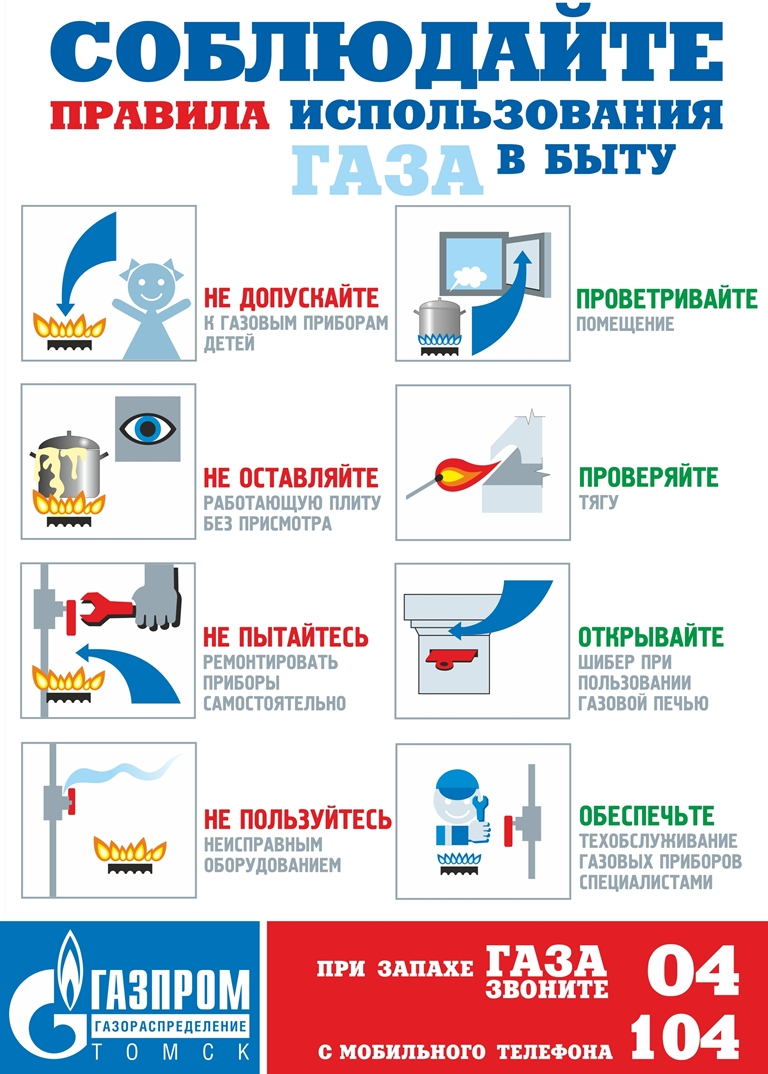 СОБЛЮДАЙТЕ
ПРАВИЛА ИСПОЛЬЗОВАНИЯ
ГАЗА В БЫТУ
НЕ ДОПУСКАЙТЕ
К ГАЗОВЫМ ПРИБОРАМ
ДЕТЕЙ
ПРОВЕТРИВАЙТЕ
ПОМЕЩЕНИЕ
НЕ ОСТАВЛЯЙТЕ
РАБОТАЮЩУЮ ПЛИТУ
БЕЗ ПРИСМОТРА
ПРОВЕРЯЙТЕ
ТЯГУ
НЕ ПЫТАЙТЕСЬ
РЕМОНТИРОВАТЬ
ПРИБОРЫ
САМОСТОЯТЕЛЬНО
ОТКРЫВАЙТЕ
ШИБЕР ПРИ
ПОЛЬЗОВАНИИ
ГАЗОВОЙ ПЕЧЬЮ
НЕ ПОЛЬЗУЙТЕСЬ
НЕИСПРАВНЫМ
ОБОРУДОВАНИЕМ
ОБЕСПЕЧЬТЕ
ТЕХОБСЛУЖИВАНИЕ
ГАЗОВЫХ ПРИБОРОВ
СПЕЦИАЛИСТАМИ
ГАЗПРОМ
ГАЗОРАСПРЕДЕЛЕНИЕ
ТОМСК
ПРИ ЗАПАХЕ ГАЗА
ЗВОНИТЕ 04
С МОБИЛЬНОГО ТЕЛЕФОНА 104